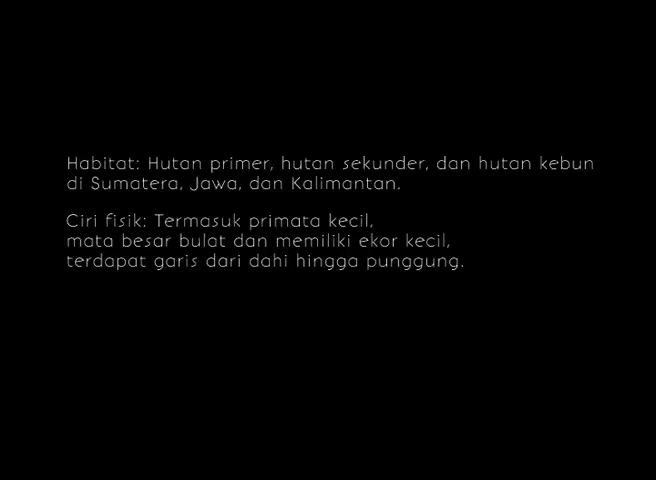 Habitat: Hutan primer, hutan sekunder, dan hutan kebun
di Sumatera, Jawa, dan Kalimantan.
Ciri fisik: Termasuk primata kecil,
mata besar bulat dan memiliki ekor kecil,
terdapat garis dari dahi hingga punggung.